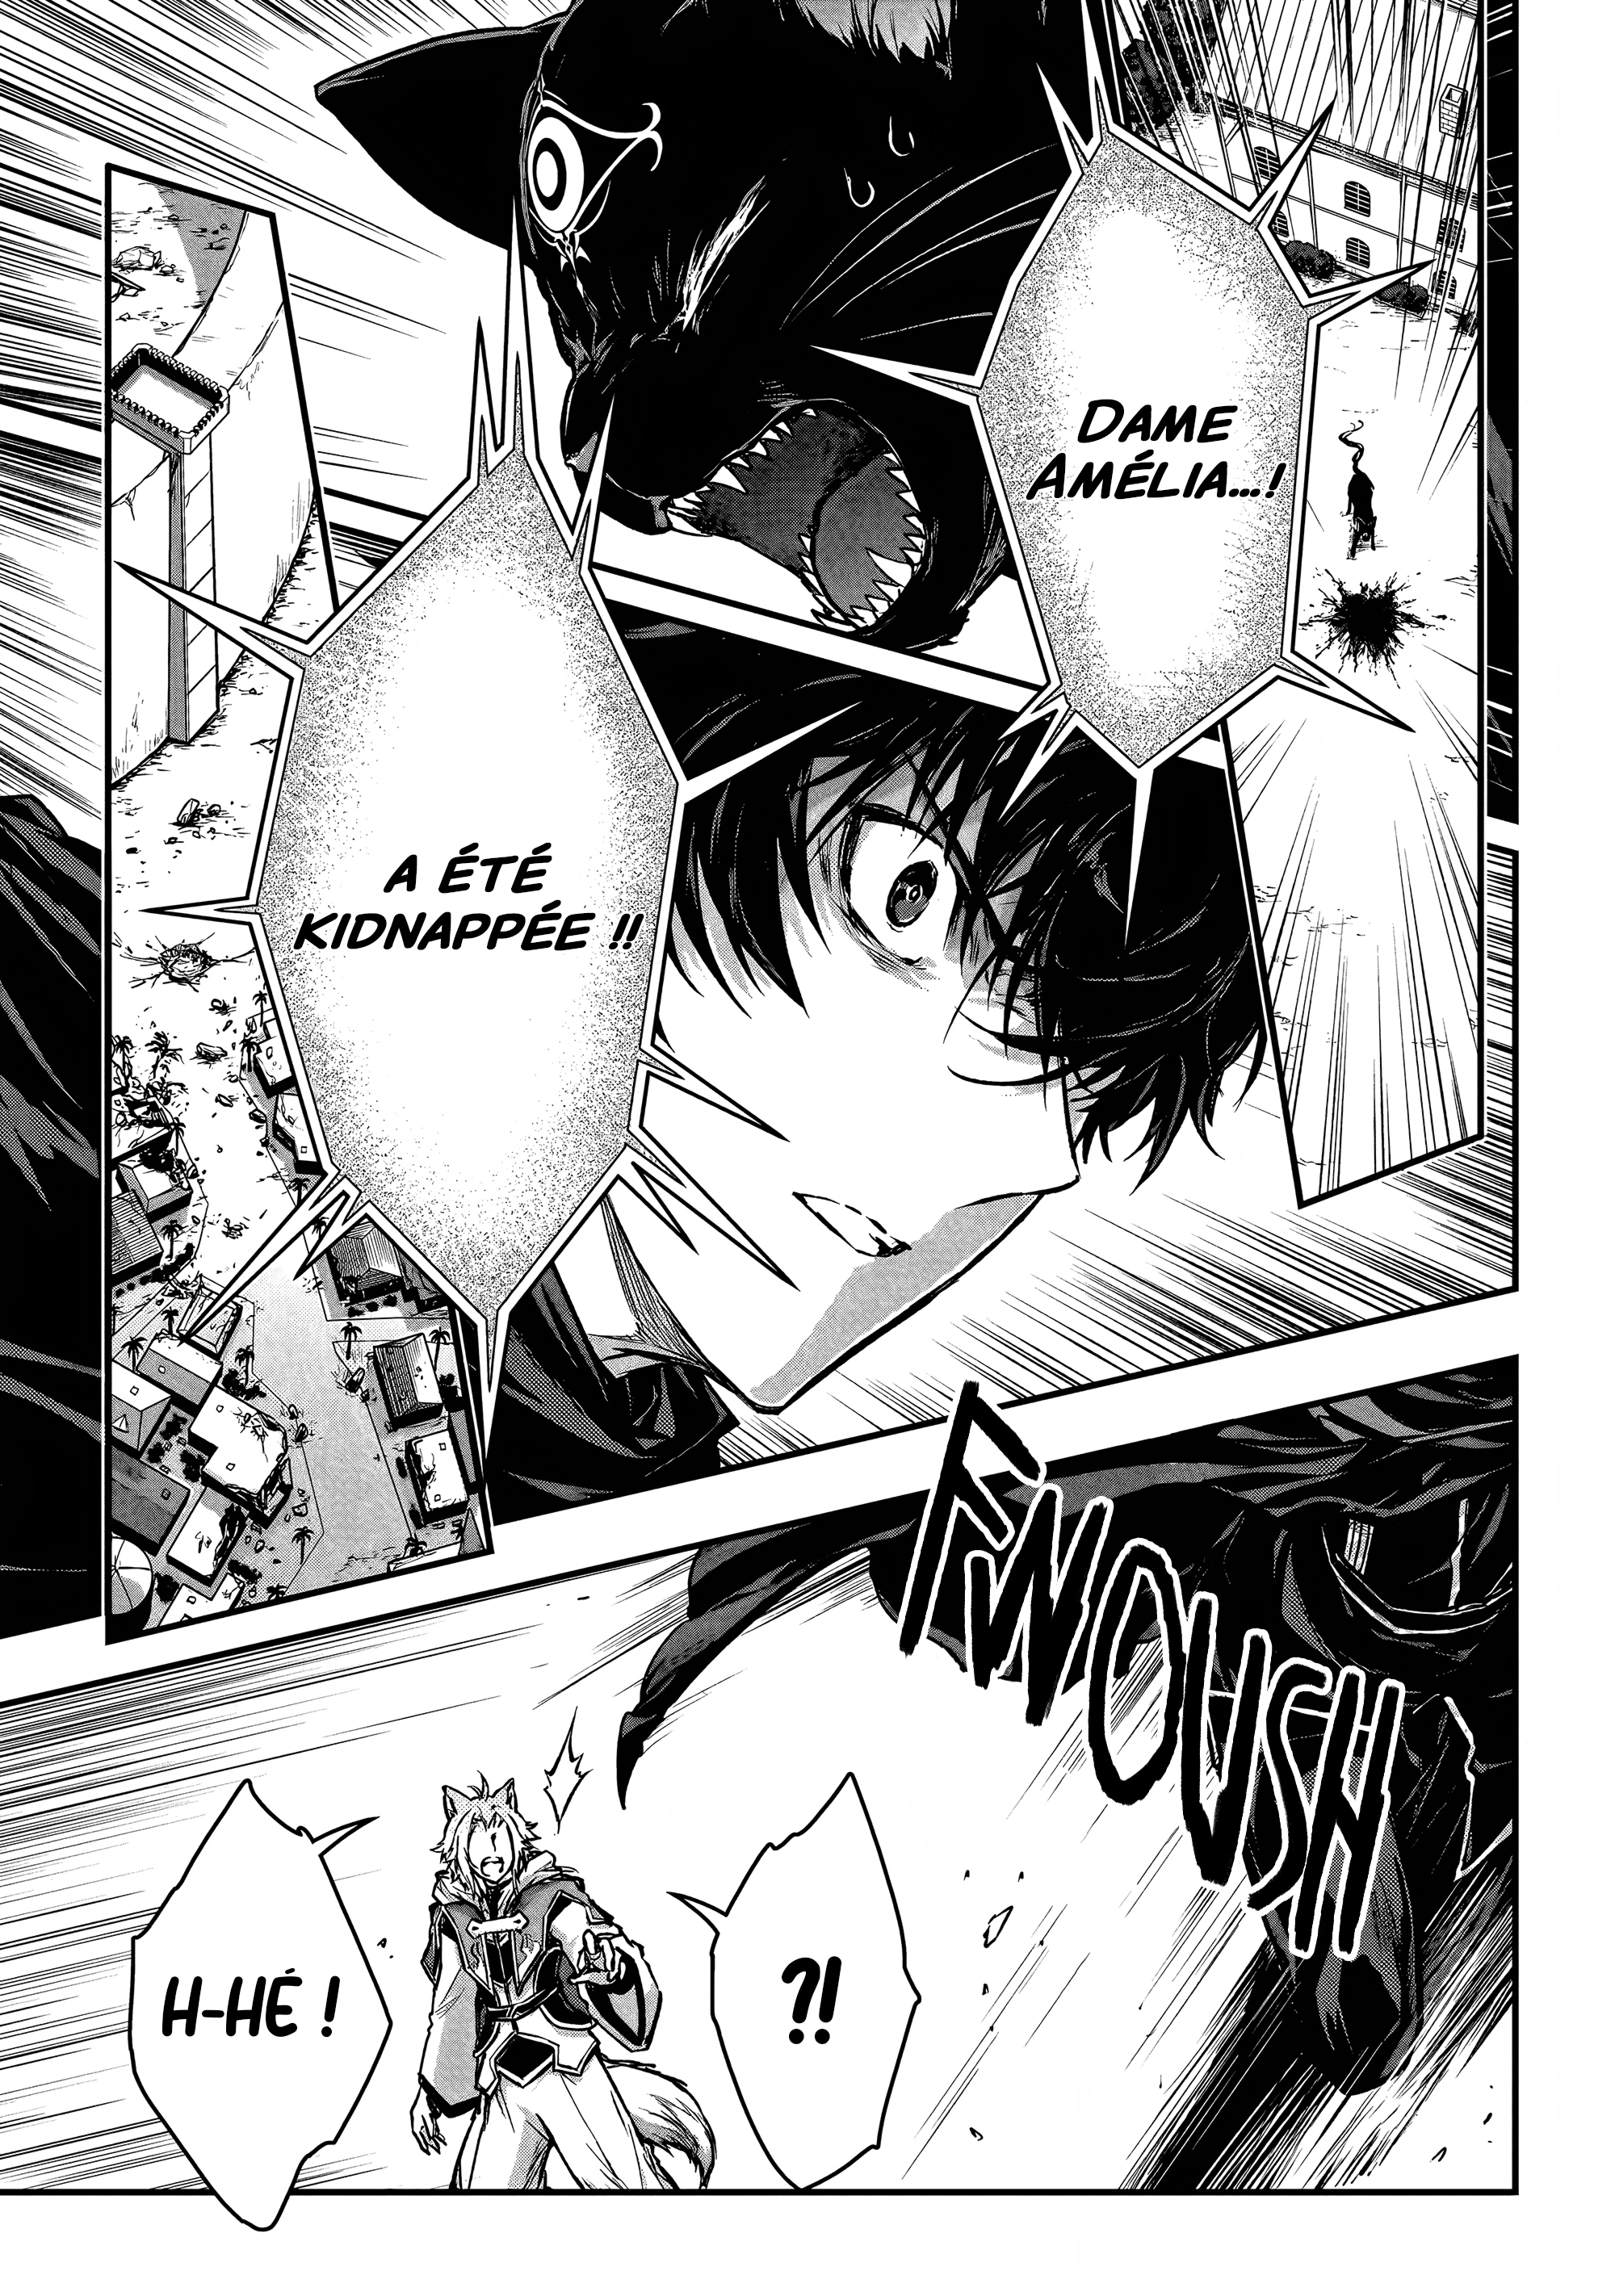 DAME
AMÉLIA...!
A ÉTÉ
KIDNAPPÉE !!
FWOUSH
?!
H-HÉ !